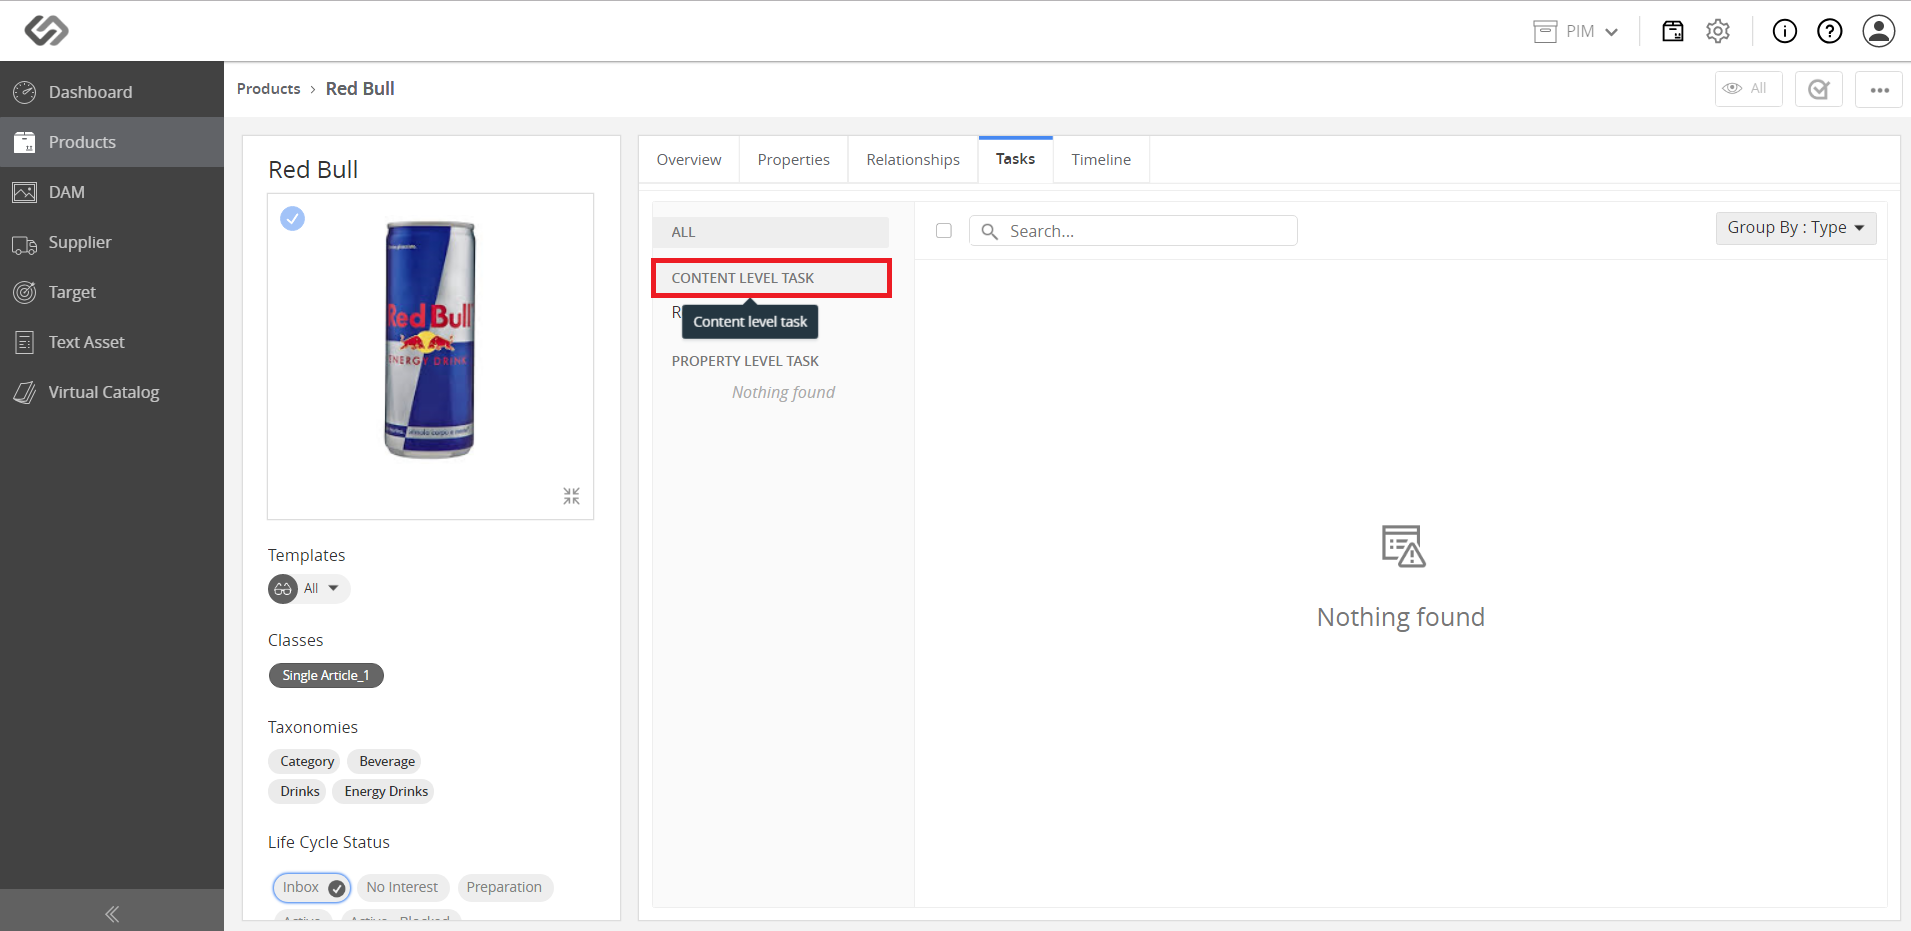 PIM
Dashboard
Products
DAM
Supplier
Target
Text Asset
Virtual Catalog
Products › Red Bull
All
Red Bull
Red Bull
ENERGY DRINK
Templates
All
Classes
Single Article_1
Taxonomies
Category Beverage
Drinks Energy Drinks
Life Cycle Status
Inbox No Interest Preparation
Active Active - Blocked
Overview Properties Relationships Tasks Timeline
ALL
CONTENT LEVEL TASK
Content level task
PROPERTY LEVEL TASK
Nothing found
Search...
Group By : Type
Nothing found